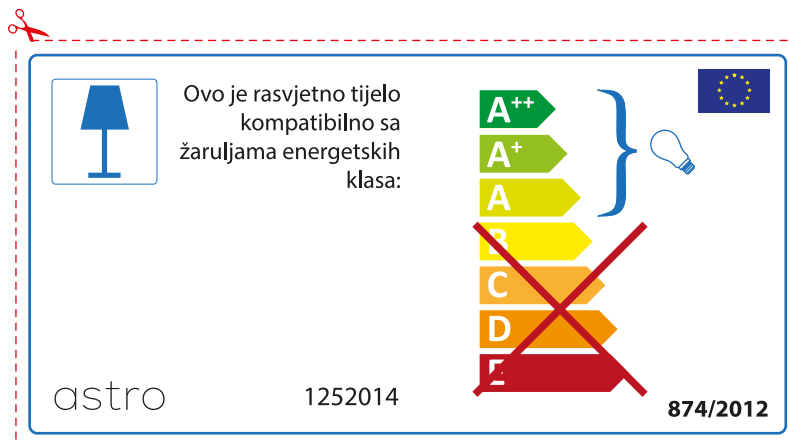 Ovo je rasvjetno tijelo
kompatibilno sa
žaruljama energetskih
klasa:
A++
A+
A
B
C
D
E
astro
1252014
874/2012